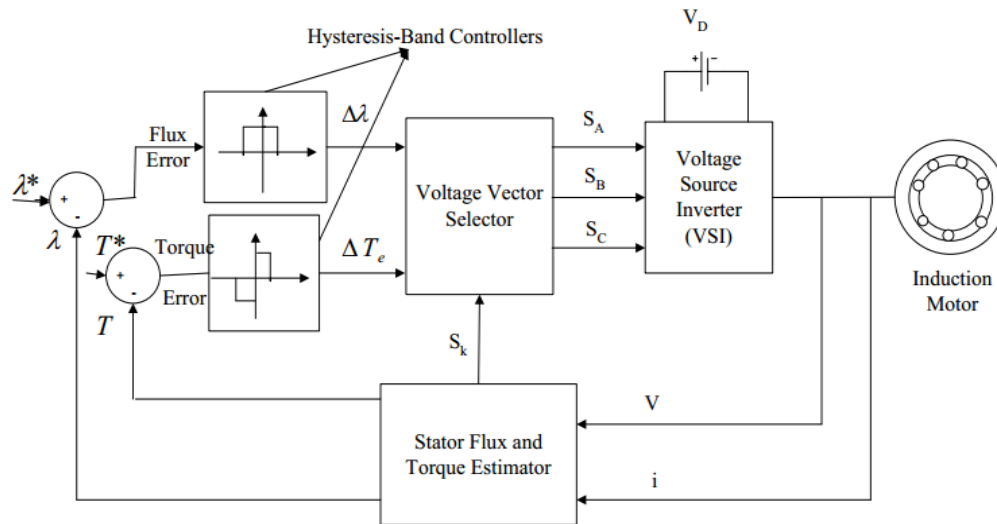 Hysteresis-Band Controllers
V_D
+ -
Flux
Error
Δλ
λ*
+
-
λ
T*
Torque
Error
+
-
T
Δ T_e
Voltage Vector
Selector
S_A
S_B
S_C
Voltage
Source
Inverter
(VSI)
Induction
Motor
S_k
Stator Flux and
Torque Estimator
V
i